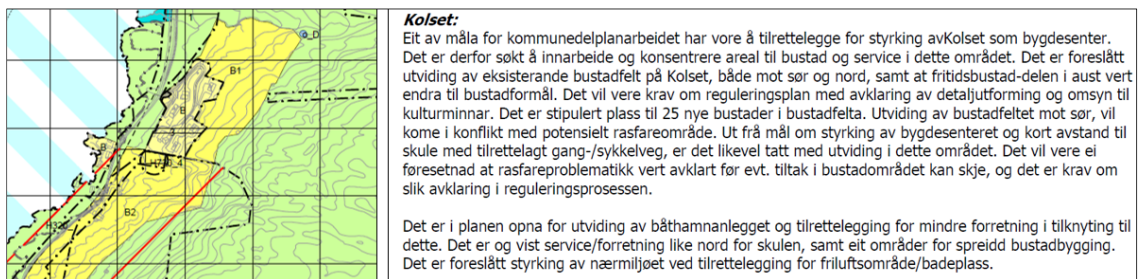 Kolset:
Eit av måla for kommunedelplanarbeidet har vore å tilrettelegge for styrking avKolset som bygdesenter.
Det er derfor søkt å innarbeide og konsentrere areal til bustad og service i dette området. Det er foreslått
utviding av eksisterande bustadfelt på Kolset, både mot sør og nord, samt at fritidsbustad-delen i aust vert
endra til bustadformål. Det vil vere krav om reguleringsplan med avklaring av detaljutforming og omsyn til
kulturminnar. Det er stipulert plass til 25 nye bustader i bustadfelta. Utviding av bustadfeltet mot sør, vil
kome i konflikt med potensielt rasfareområde. Ut frå mål om styrking av bygdesenteret og kort avstand til
skule med tilrettelagt gang-/sykkelveg, er det likevel tatt med utviding i dette området. Det vil vere ei
føresetnad at rasfareproblematikk vert avklart før evt. tiltak i bustadområdet kan skje, og det er krav om
slik avklaring i reguleringsprosessen.
Det er i planen opna for utviding av båthamnanlegget og tilrettelegging for mindre forretning i tilknyting til
dette. Det er og vist service/forretning like nord for skulen, samt eit områder for spreidd bustadbygging.
Det er foreslått styrking av nærmiljøet ved tilrettelegging for friluftsområde/badeplass.
1
o_D
B1
B
3
B
B2